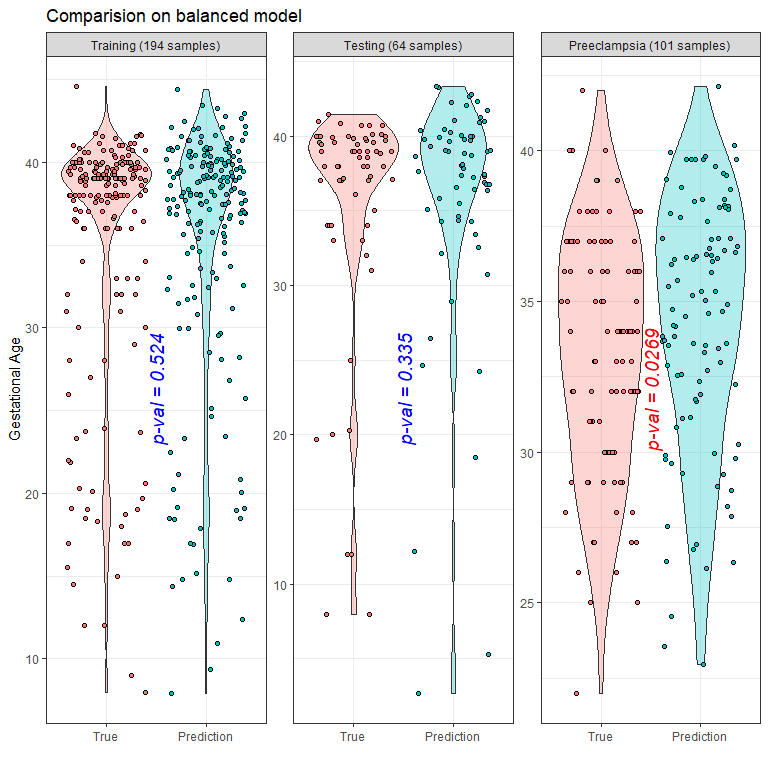 Comparision on balanced model
Training (194 samples)
Testing (64 samples)
Preeclampsia (101 samples)
Gestational Age
40
30
20
10
p-val = 0.524
True
Prediction
40
30
20
10
p-val = 0.335
True
Prediction
40
35
30
25
p-val = 0.0269
True
Prediction